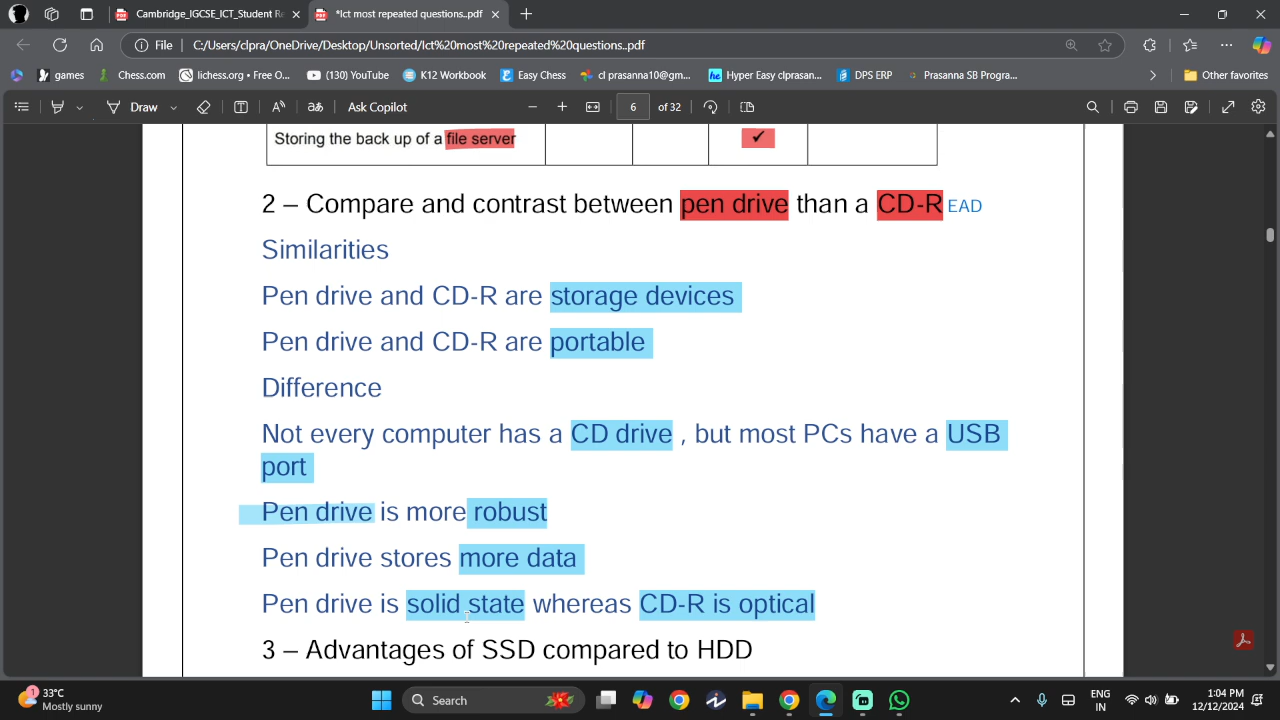 Cambridge_IGCSE_ICT_Student Re
*Ict most repeated questions..pdf
File
C:/Users/clpra/OneDrive/Desktop/Unsorted/Ict%20most%20repeated%20questions..pdf
games
Chess.com
lichess.org • Free O...
(130) YouTube
K12 Workbook
Easy Chess
cl prasanna10@gm...
Hyper Easy clprasan...
DPS ERP
Prasanna SB Progra...
Other favorites
Draw
Ask Copilot
6 of 32
Storing the back up of a file server ✓
2 – Compare and contrast between pen drive than a CD-R EAD
Similarities
Pen drive and CD-R are storage devices
Pen drive and CD-R are portable
Difference
Not every computer has a CD drive , but most PCs have a USB
port
Pen drive is more robust
Pen drive stores more data
Pen drive is solid state whereas CD-R is optical
3 – Advantages of SSD compared to HDD
1
33°C
Mostly sunny
Search
ENG
IN
1:04 PM
12/12/2024